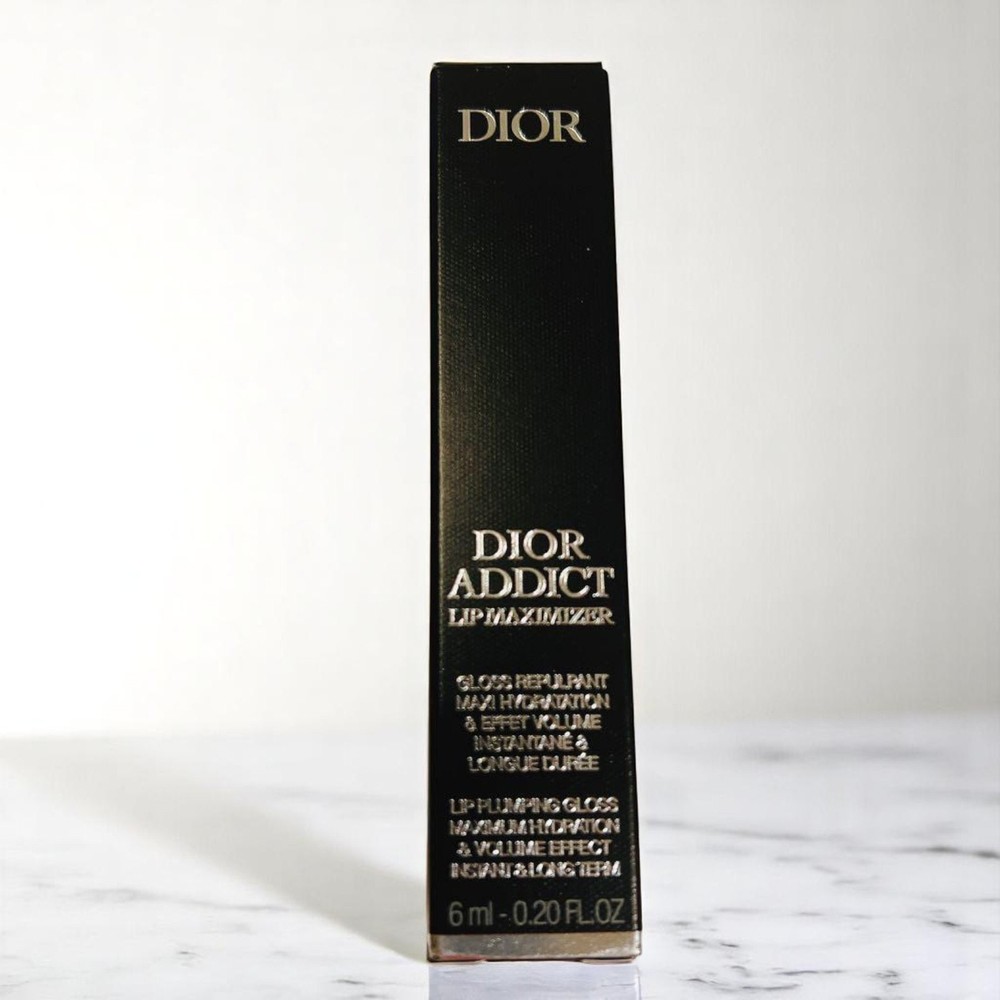 DIOR
DIOR
ADDICT
LIP MAXIMIZER
GLOSS REPULPANT
MAXI HYDRATATION
& EFFET VOLUME
INSTANTANÉ &
LONGUE DURÉE
LIP PLUMPING GLOSS
MAXIMUM HYDRATION
& VOLUME EFFECT
INSTANT & LONG TERM
6 ml - 0.20 FL.OZ